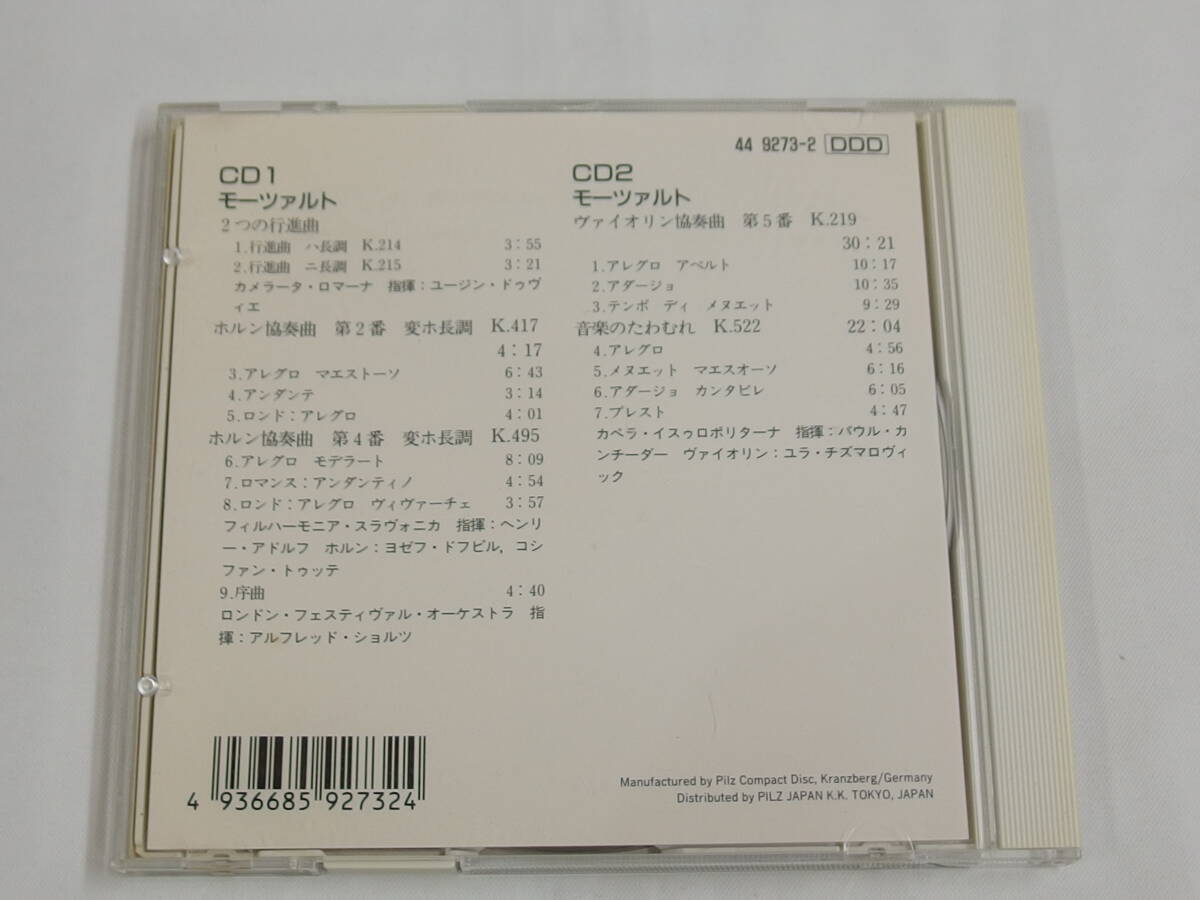 44 9273-2 DDD
CD1
モーツァルト
2つの行進曲
1.行進曲 ハ長調 K.214 3:55
2.行進曲 ニ長調 K.215 3:21
カメラータ・ロマーナ 指揮:ユージン・ドゥヴ
ィエ
ホルン協奏曲 第2番 変ホ長調 K.417
4:17
3.アレグロ マエストーソ 6:43
4.アンダンテ 3:14
5.ロンド:アレグロ 4:01
ホルン協奏曲 第4番 変ホ長調 K.495
6.アレグロ モデラート 8:09
7.ロマンス:アンダンティノ 4:54
8.ロンド:アレグロ ヴィヴァーチェ 3:57
フィルハーモニア・スラヴォニカ 指揮:ヘンリ
ー・アドルフ ホルン:ヨゼフ・ドフビル, コシ
ファン・トゥッテ
9.序曲 4:40
ロンドン・フェスティヴァル・オーケストラ 指
揮:アルフレッド・ショルツ
CD2
モーツァルト
ヴァイオリン協奏曲 第5番 K.219
30:21
1.アレグロ アペルト 10:17
2.アダージョ 10:35
3.テンポ ディ メヌエット 9:29
音楽のたわむれ K.522 22:04
4.アレグロ 4:56
5.メヌエット マエスオーソ 6:16
6.アダージョ カンタビレ 6:05
7.プレスト 4:47
カペラ・イスゥロポリターナ 指揮:パウル・カ
ンチーダー ヴァイオリン:ユラ・チズマロヴィ
ック
4 936685 927324
Manufactured by Pilz Compact Disc, Kranzberg/Germany
Distributed by PILZ JAPAN K.K. TOKYO, JAPAN